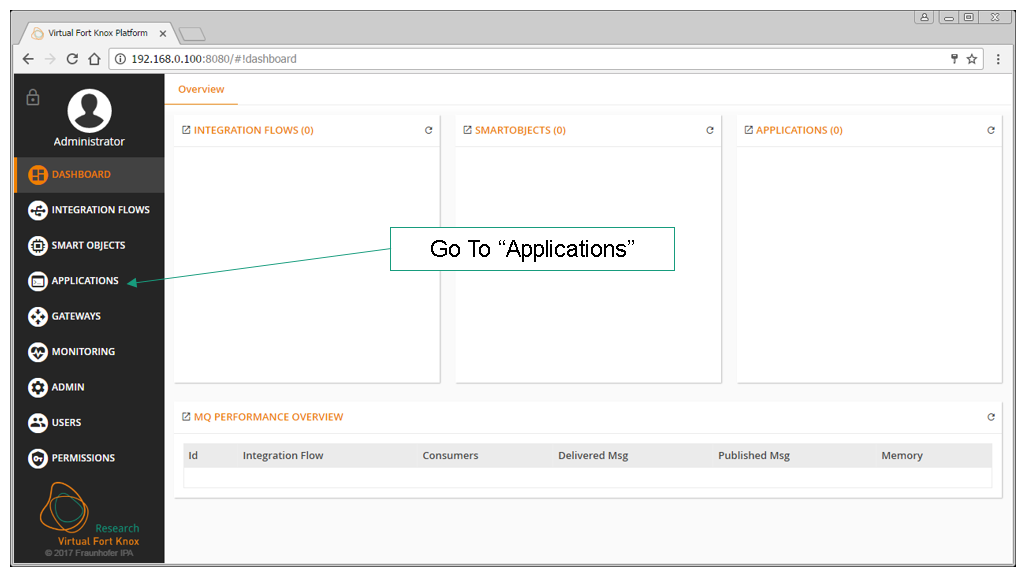 Virtual Fort Knox Platform
192.168.0.100:8080/#!dashboard
Administrator
DASHBOARD
INTEGRATION FLOWS
SMART OBJECTS
APPLICATIONS
GATEWAYS
MONITORING
ADMIN
USERS
PERMISSIONS
Research
Virtual Fort Knox
© 2017 Fraunhofer IPA
Overview
INTEGRATION FLOWS (0)
SMARTOBJECTS (0)
APPLICATIONS (0)
Go To “Applications”
MQ PERFORMANCE OVERVIEW
Id Integration Flow Consumers Delivered Msg Published Msg Memory